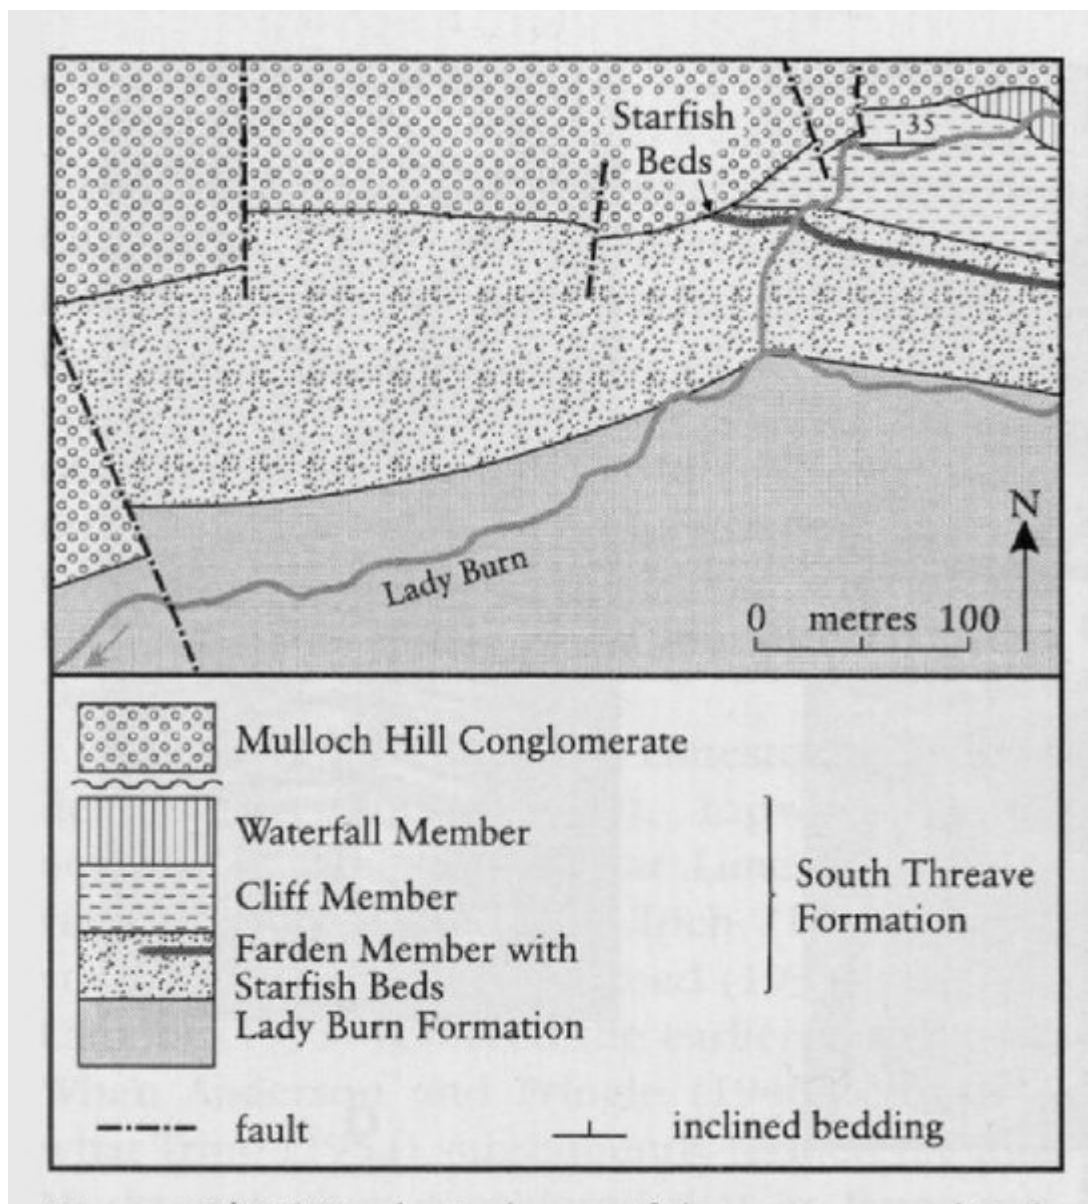 Starfish
Beds
35
Lady Burn
N
0 metres 100
Mulloch Hill Conglomerate
Waterfall Member
Cliff Member
Farden Member with
Starfish Beds
Lady Burn Formation
South Threave
Formation
fault
inclined bedding